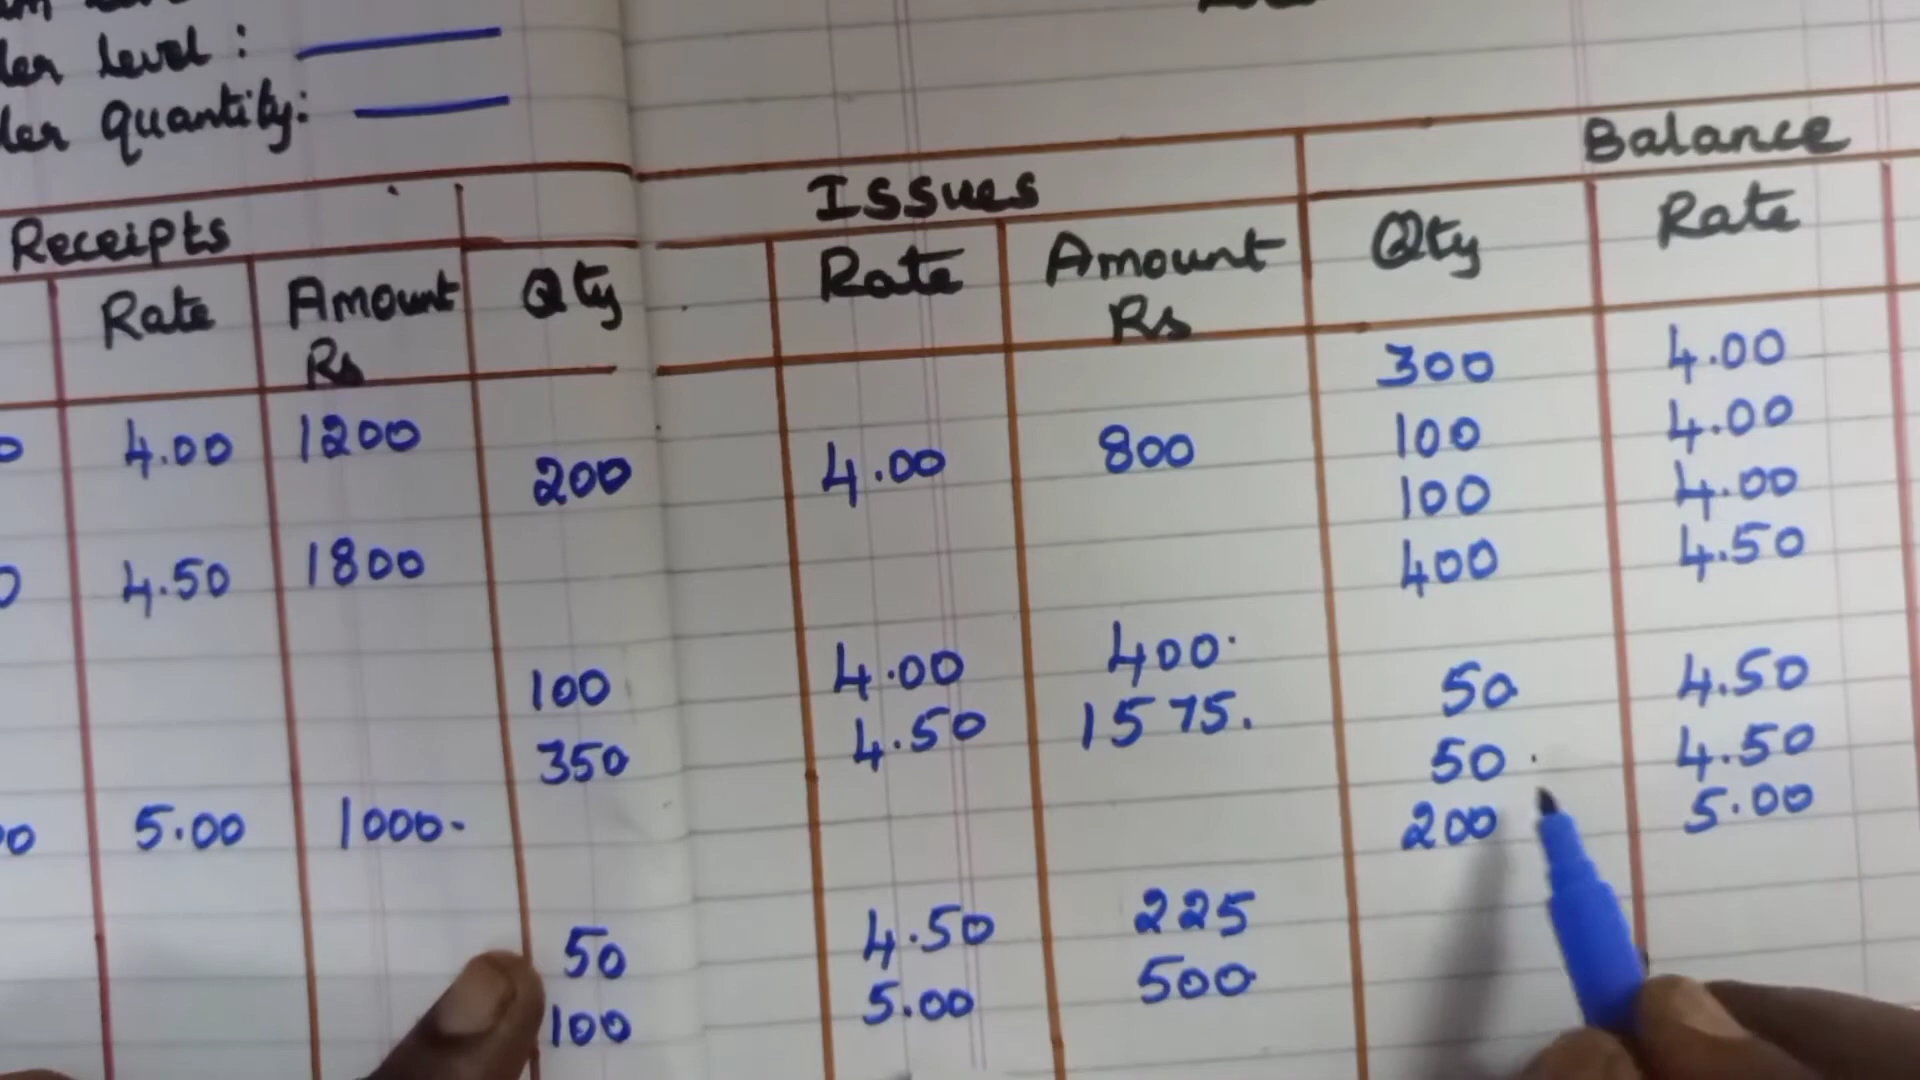 level :
Quantity:
Balance
Issues
Receipts
Rate Amount Rs Qty Rate Amount Rs Qty Rate
300 4.00
4.00 1200 100 4.00
200 4.00 800
100 4.00
4.50 1800 400 4.50
100 4.00 400. 50 4.50
350 4.50 1575. 50. 4.50
5.00 1000- 200 5.00
50 4.50 225
100 5.00 500